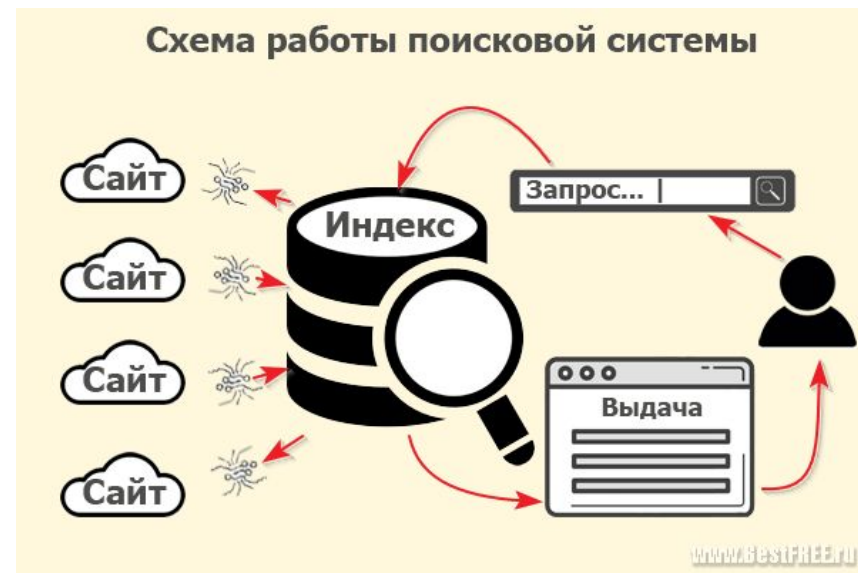 Схема работы поисковой системы
Сайт
Сайт
Сайт
Сайт
Индекс
Запрос... |
Выдача
www.BestFREE.ru